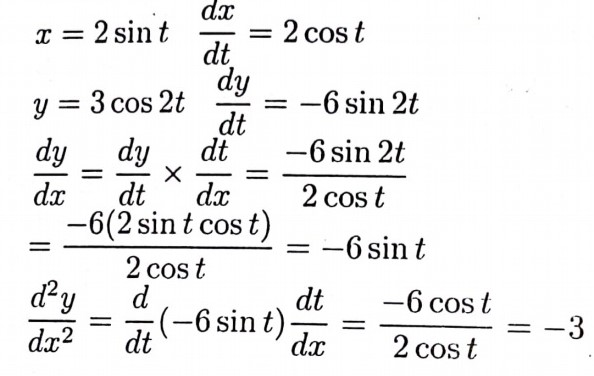 x = 2 sin t   dx/dt = 2 cos t
y = 3 cos 2t   dy/dt = −6 sin 2t
dy/dx = dy/dt × dt/dx = (−6 sin 2t)/(2 cos t)
= (−6(2 sin t cos t))/(2 cos t) = −6 sin t
d²y/dx² = d/dt (−6 sin t) dt/dx = (−6 cos t)/(2 cos t) = −3